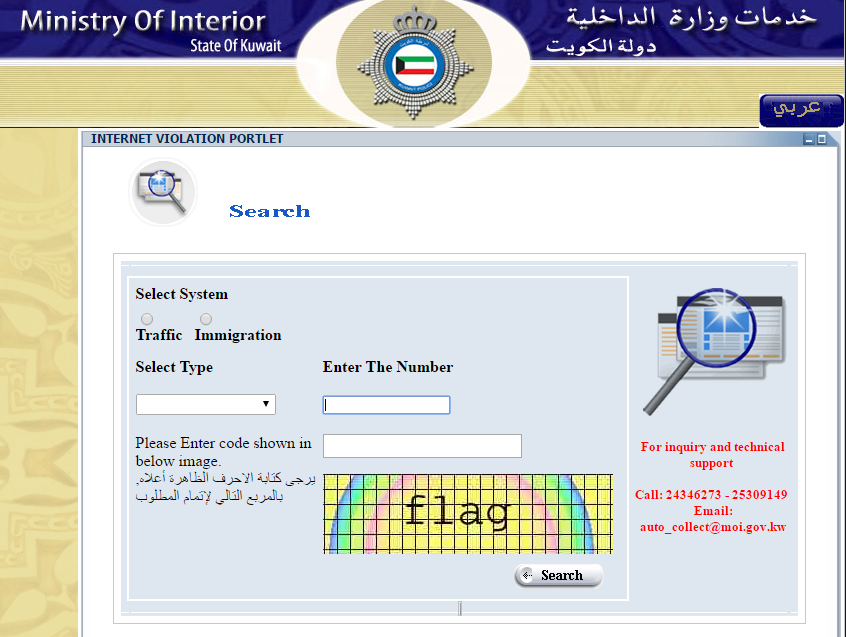 Ministry Of Interior
State Of Kuwait
خدمات وزارة الداخلية
دولة الكويت
عربي
INTERNET VIOLATION PORTLET
Search
Select System
Traffic Immigration
Select Type Enter The Number
Please Enter code shown in
below image.
يرجى كتابة الاحرف الظاهرة أعلاه,
بالمربع التالي لإتمام المطلوب
flag
Search
For inquiry and technical
support
Call: 24346273 - 25309149
Email:
auto_collect@moi.gov.kw